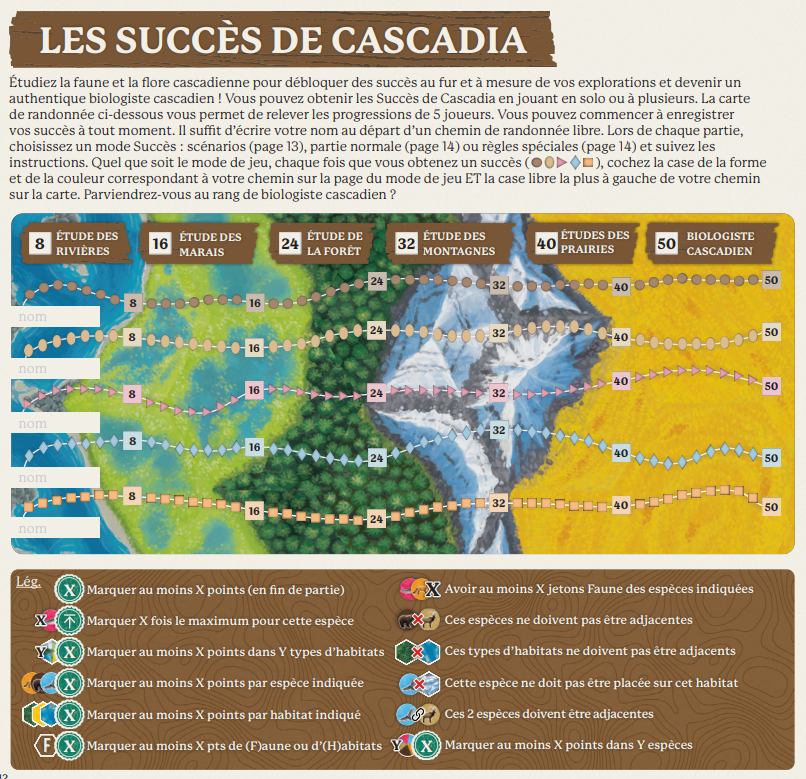 LES SUCCÈS DE CASCADIA
Étudiez la faune et la flore cascadienne pour débloquer des succès au fur et à mesure de vos explorations et devenir un
authentique biologiste cascadien ! Vous pouvez obtenir les Succès de Cascadia en jouant en solo ou à plusieurs. La carte
de randonnée ci-dessous vous permet de relever les progressions de 5 joueurs. Vous pouvez commencer à enregistrer
vos succès à tout moment. Il suffit d'écrire votre nom au départ d'un chemin de randonnée libre. Lors de chaque partie,
choisissez un mode Succès : scénarios (page 13), partie normale (page 14) ou règles spéciales (page 14) et suivez les
instructions. Quel que soit le mode de jeu, chaque fois que vous obtenez un succès ( ), cochez la case de la forme
et de la couleur correspondant à votre chemin sur la page du mode de jeu ET la case libre la plus à gauche de votre chemin
sur la carte. Parviendrez-vous au rang de biologiste cascadien ?
8 ÉTUDE DES RIVIÈRES
16 ÉTUDE DES MARAIS
24 ÉTUDE DE LA FORÊT
32 ÉTUDE DES MONTAGNES
40 ÉTUDES DES PRAIRIES
50 BIOLOGISTE CASCADIEN
nom 8 16 24 32 40 50
nom 8 16 24 32 40 50
nom 8 16 24 32 40 50
nom 8 16 24 32 40 50
nom 8 16 24 32 40 50
Lég.
X Marquer au moins X points (en fin de partie)
X Marquer X fois le maximum pour cette espèce
Y X Marquer au moins X points dans Y types d'habitats
X Marquer au moins X points par espèce indiquée
X Marquer au moins X points par habitat indiqué
F X Marquer au moins X pts de (F)aune ou d'(H)abitats
X Avoir au moins X jetons Faune des espèces indiquées
Ces espèces ne doivent pas être adjacentes
Ces types d'habitats ne doivent pas être adjacents
Cette espèce ne doit pas être placée sur cet habitat
Ces 2 espèces doivent être adjacentes
Y X Marquer au moins X points dans Y espèces